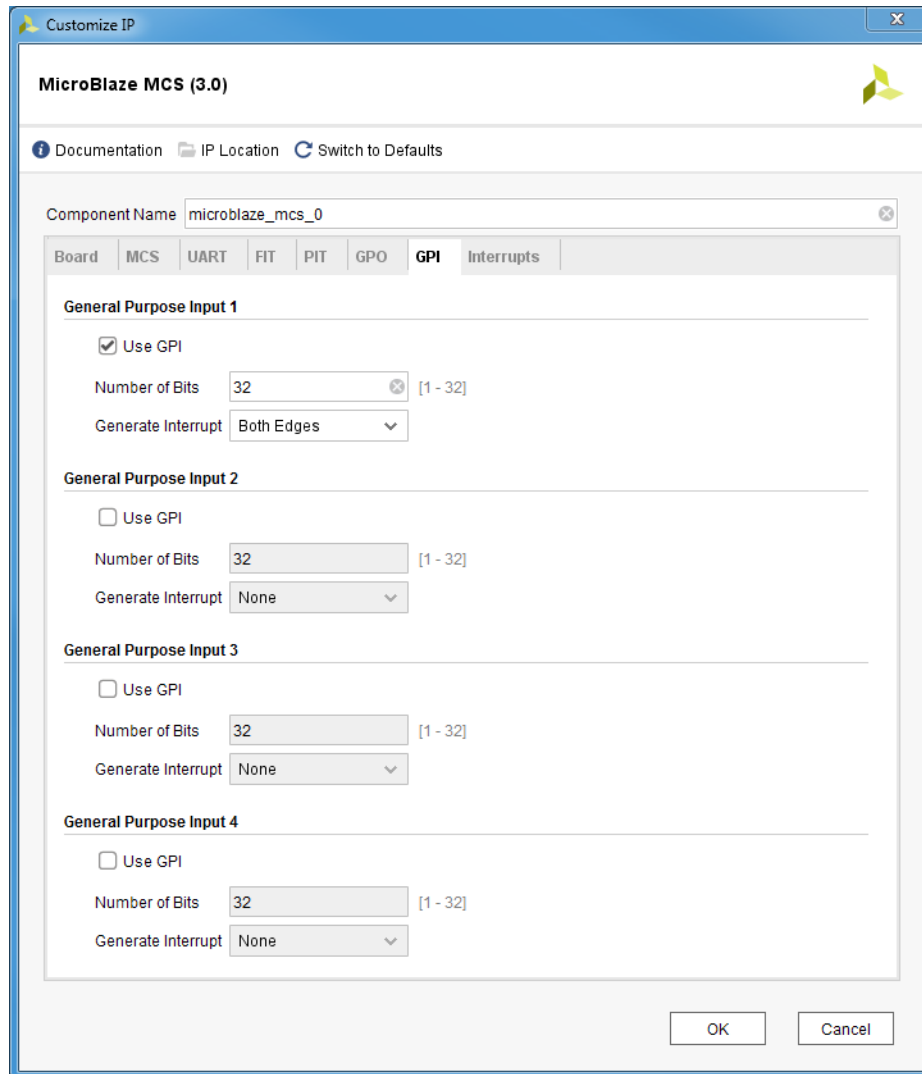 Customize IP
MicroBlaze MCS (3.0)
Documentation IP Location Switch to Defaults
Component Name microblaze_mcs_0
Board MCS UART FIT PIT GPO GPI Interrupts
General Purpose Input 1
Use GPI
Number of Bits 32 [1 - 32]
Generate Interrupt Both Edges
General Purpose Input 2
Use GPI
Number of Bits 32 [1 - 32]
Generate Interrupt None
General Purpose Input 3
Use GPI
Number of Bits 32 [1 - 32]
Generate Interrupt None
General Purpose Input 4
Use GPI
Number of Bits 32 [1 - 32]
Generate Interrupt None
OK Cancel